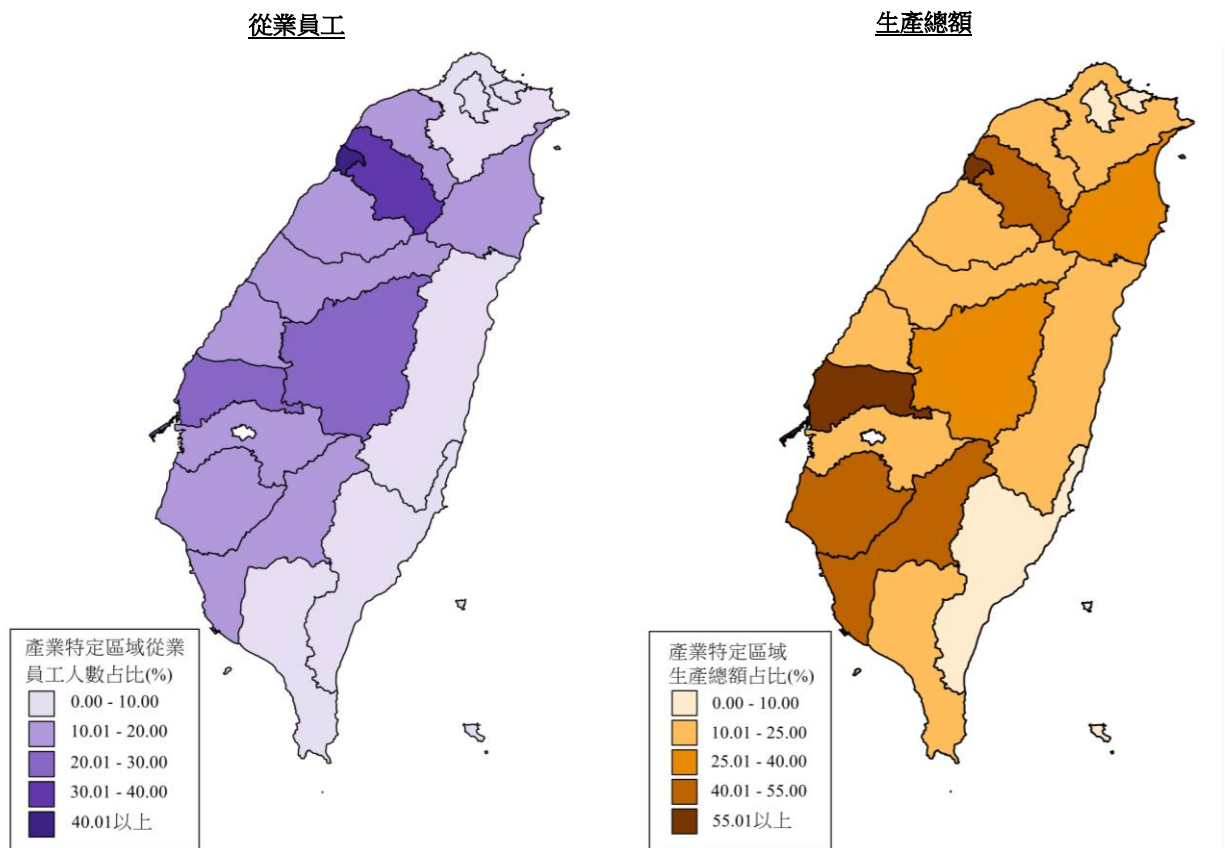 從業員工
生產總額
產業特定區域從業
員工人數占比(%)
0.00 - 10.00
10.01 - 20.00
20.01 - 30.00
30.01 - 40.00
40.01以上
產業特定區域
生產總額占比(%)
0.00 - 10.00
10.01 - 25.00
25.01 - 40.00
40.01 - 55.00
55.01以上